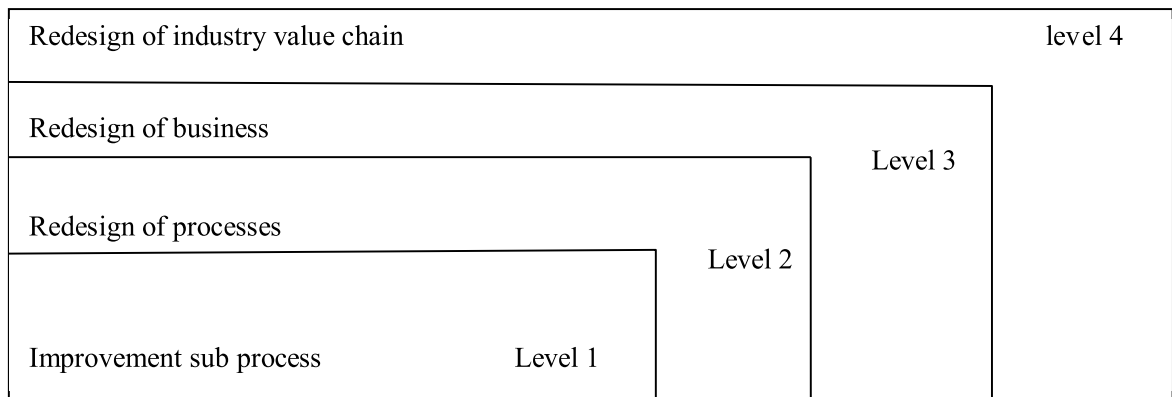 Redesign of industry value chain level 4
Redesign of business
Level 3
Redesign of processes
Level 2
Improvement sub process Level 1